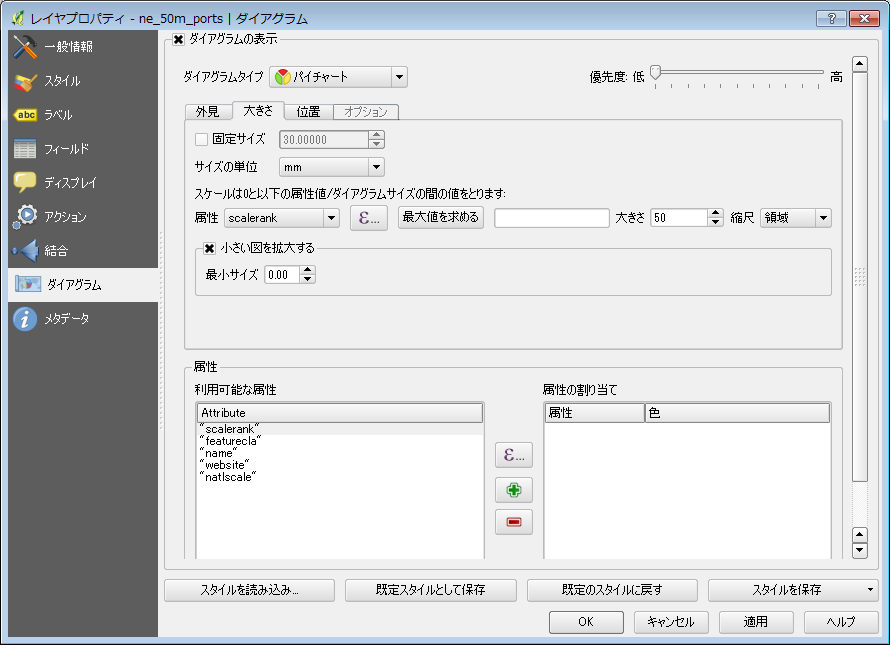 レイヤプロパティ - ne_50m_ports | ダイアグラム
?
一般情報
スタイル
abc ラベル
フィールド
ディスプレイ
アクション
結合
ダイアグラム
メタデータ
ダイアグラムの表示
ダイアグラムタイプ パイチャート 優先度: 低 高
外見 大きさ 位置 オプション
固定サイズ 30.00000
サイズの単位 mm
スケールは0と以下の属性値/ダイアグラムサイズの間の値をとります:
属性 scalerank ε... 最大値を求める 大きさ 50 縮尺 領域
小さい図を拡大する
最小サイズ 0.00
属性
利用可能な属性 属性の割り当て
Attribute 属性 色
"scalerank"
"featurecla"
"name"
"website"
"natlscale"
ε...
スタイルを読み込み... 既定スタイルとして保存 既定のスタイルに戻す スタイルを保存
OK キャンセル 適用 ヘルプ